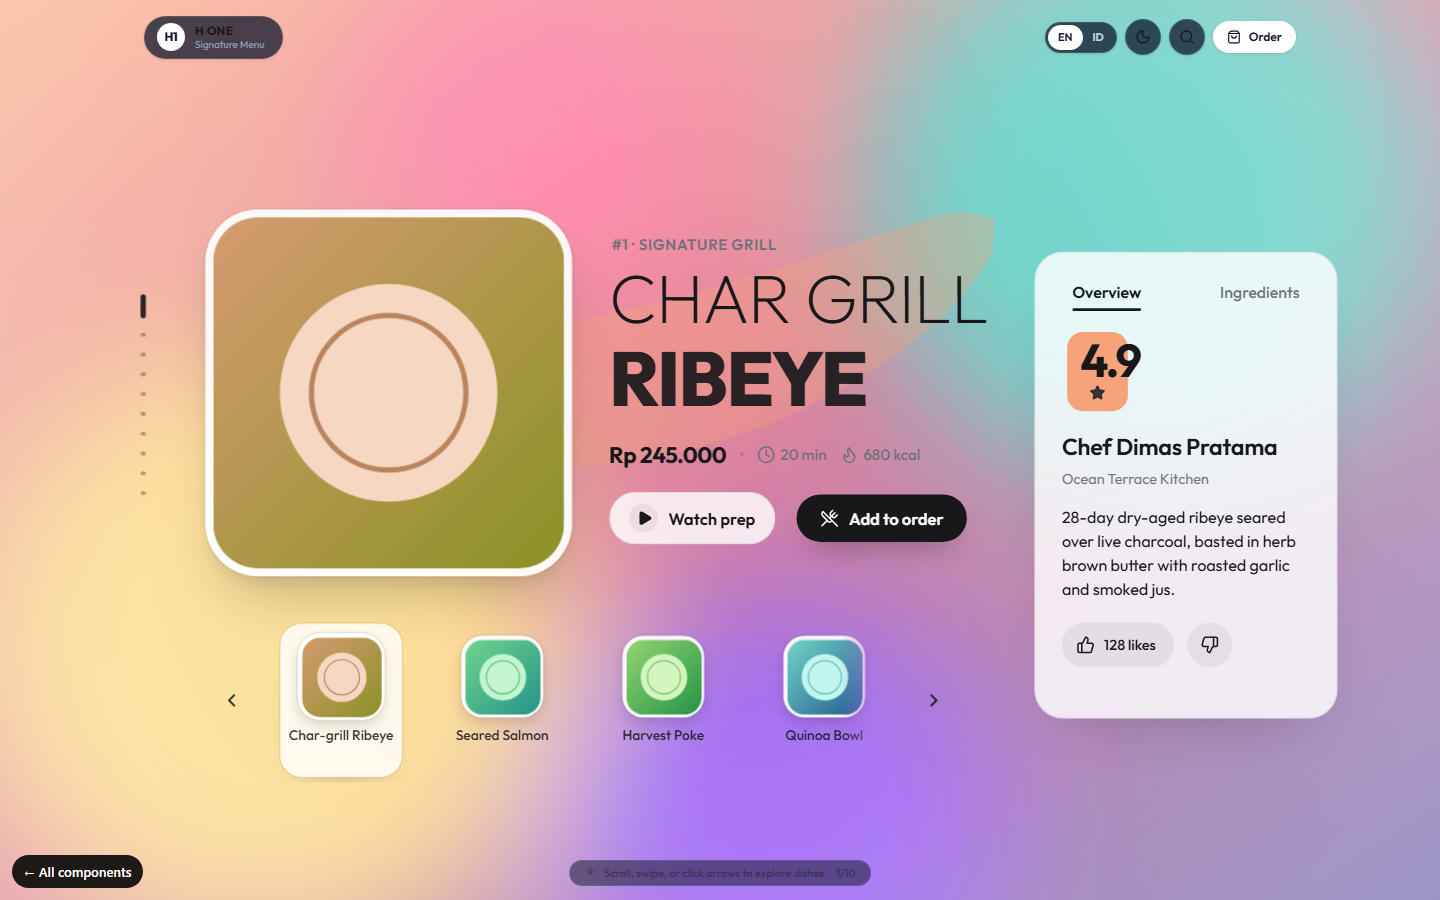 H1
H ONE
Signature Menu
EN
ID
Order
#1 · SIGNATURE GRILL
CHAR GRILL
RIBEYE
Rp 245.000 · 20 min 680 kcal
Watch prep
Add to order
Overview
Ingredients
4.9
Chef Dimas Pratama
Ocean Terrace Kitchen
28-day dry-aged ribeye seared
over live charcoal, basted in herb
brown butter with roasted garlic
and smoked jus.
128 likes
Char-grill Ribeye
Seared Salmon
Harvest Poke
Quinoa Bowl
← All components
Scroll, swipe, or click arrows to explore dishes 1/10